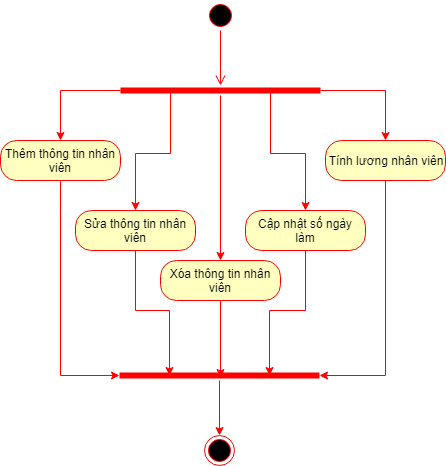 Thêm thông tin nhân
viên
Tính lương nhân viên
Sửa thông tin nhân
viên
Cập nhật số ngày
làm
Xóa thông tin nhân
viên